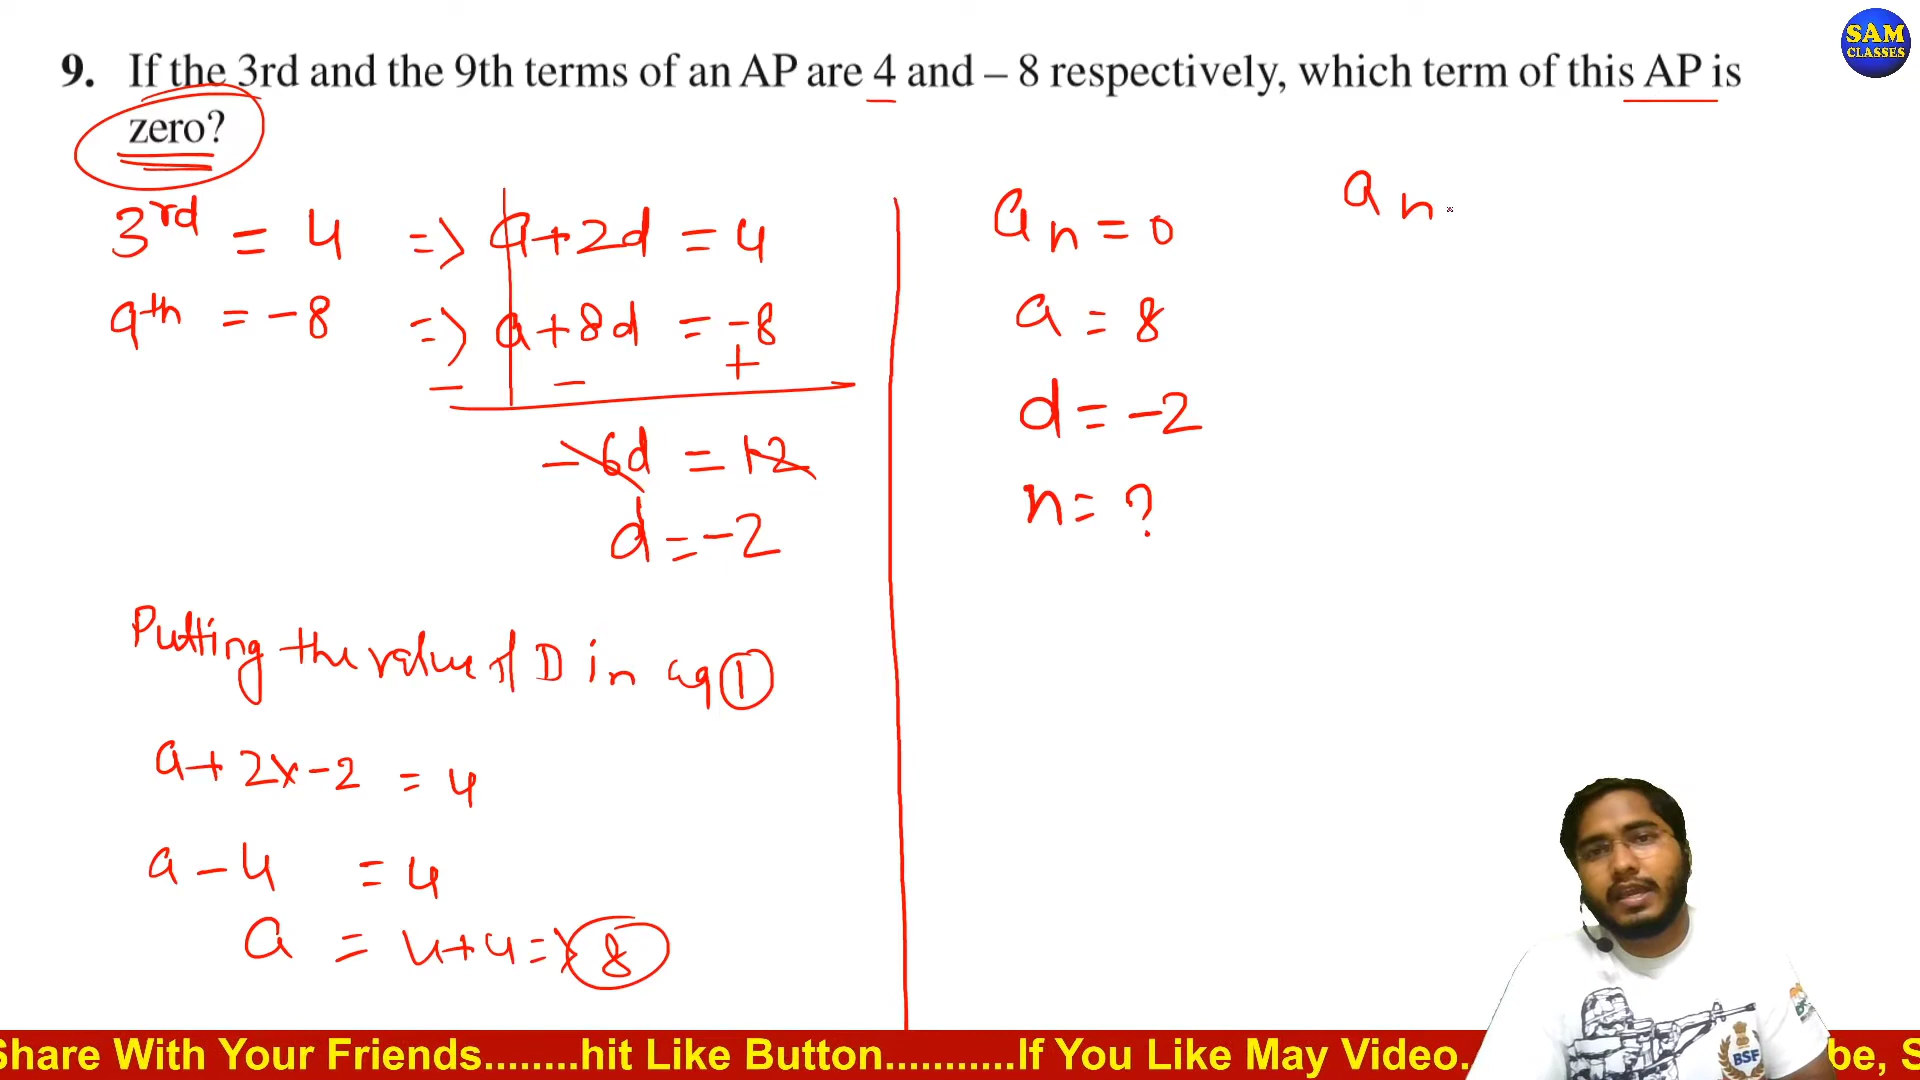 SAM
CLASSES
9. If the 3rd and the 9th terms of an AP are 4 and – 8 respectively, which term of this AP is
zero?
3rd = 4 => a+2d = 4
9th = -8 => a+8d = -8
- - +
-6d = 12
d = -2
Putting the value of D in eq ①
a+2x-2 = 4
a-4 = 4
a = 4+4 = 8
an = 0
a = 8
d = -2
n = ?
an
Share With Your Friends........hit Like Button...........If You Like May Video.
be, S
BSF